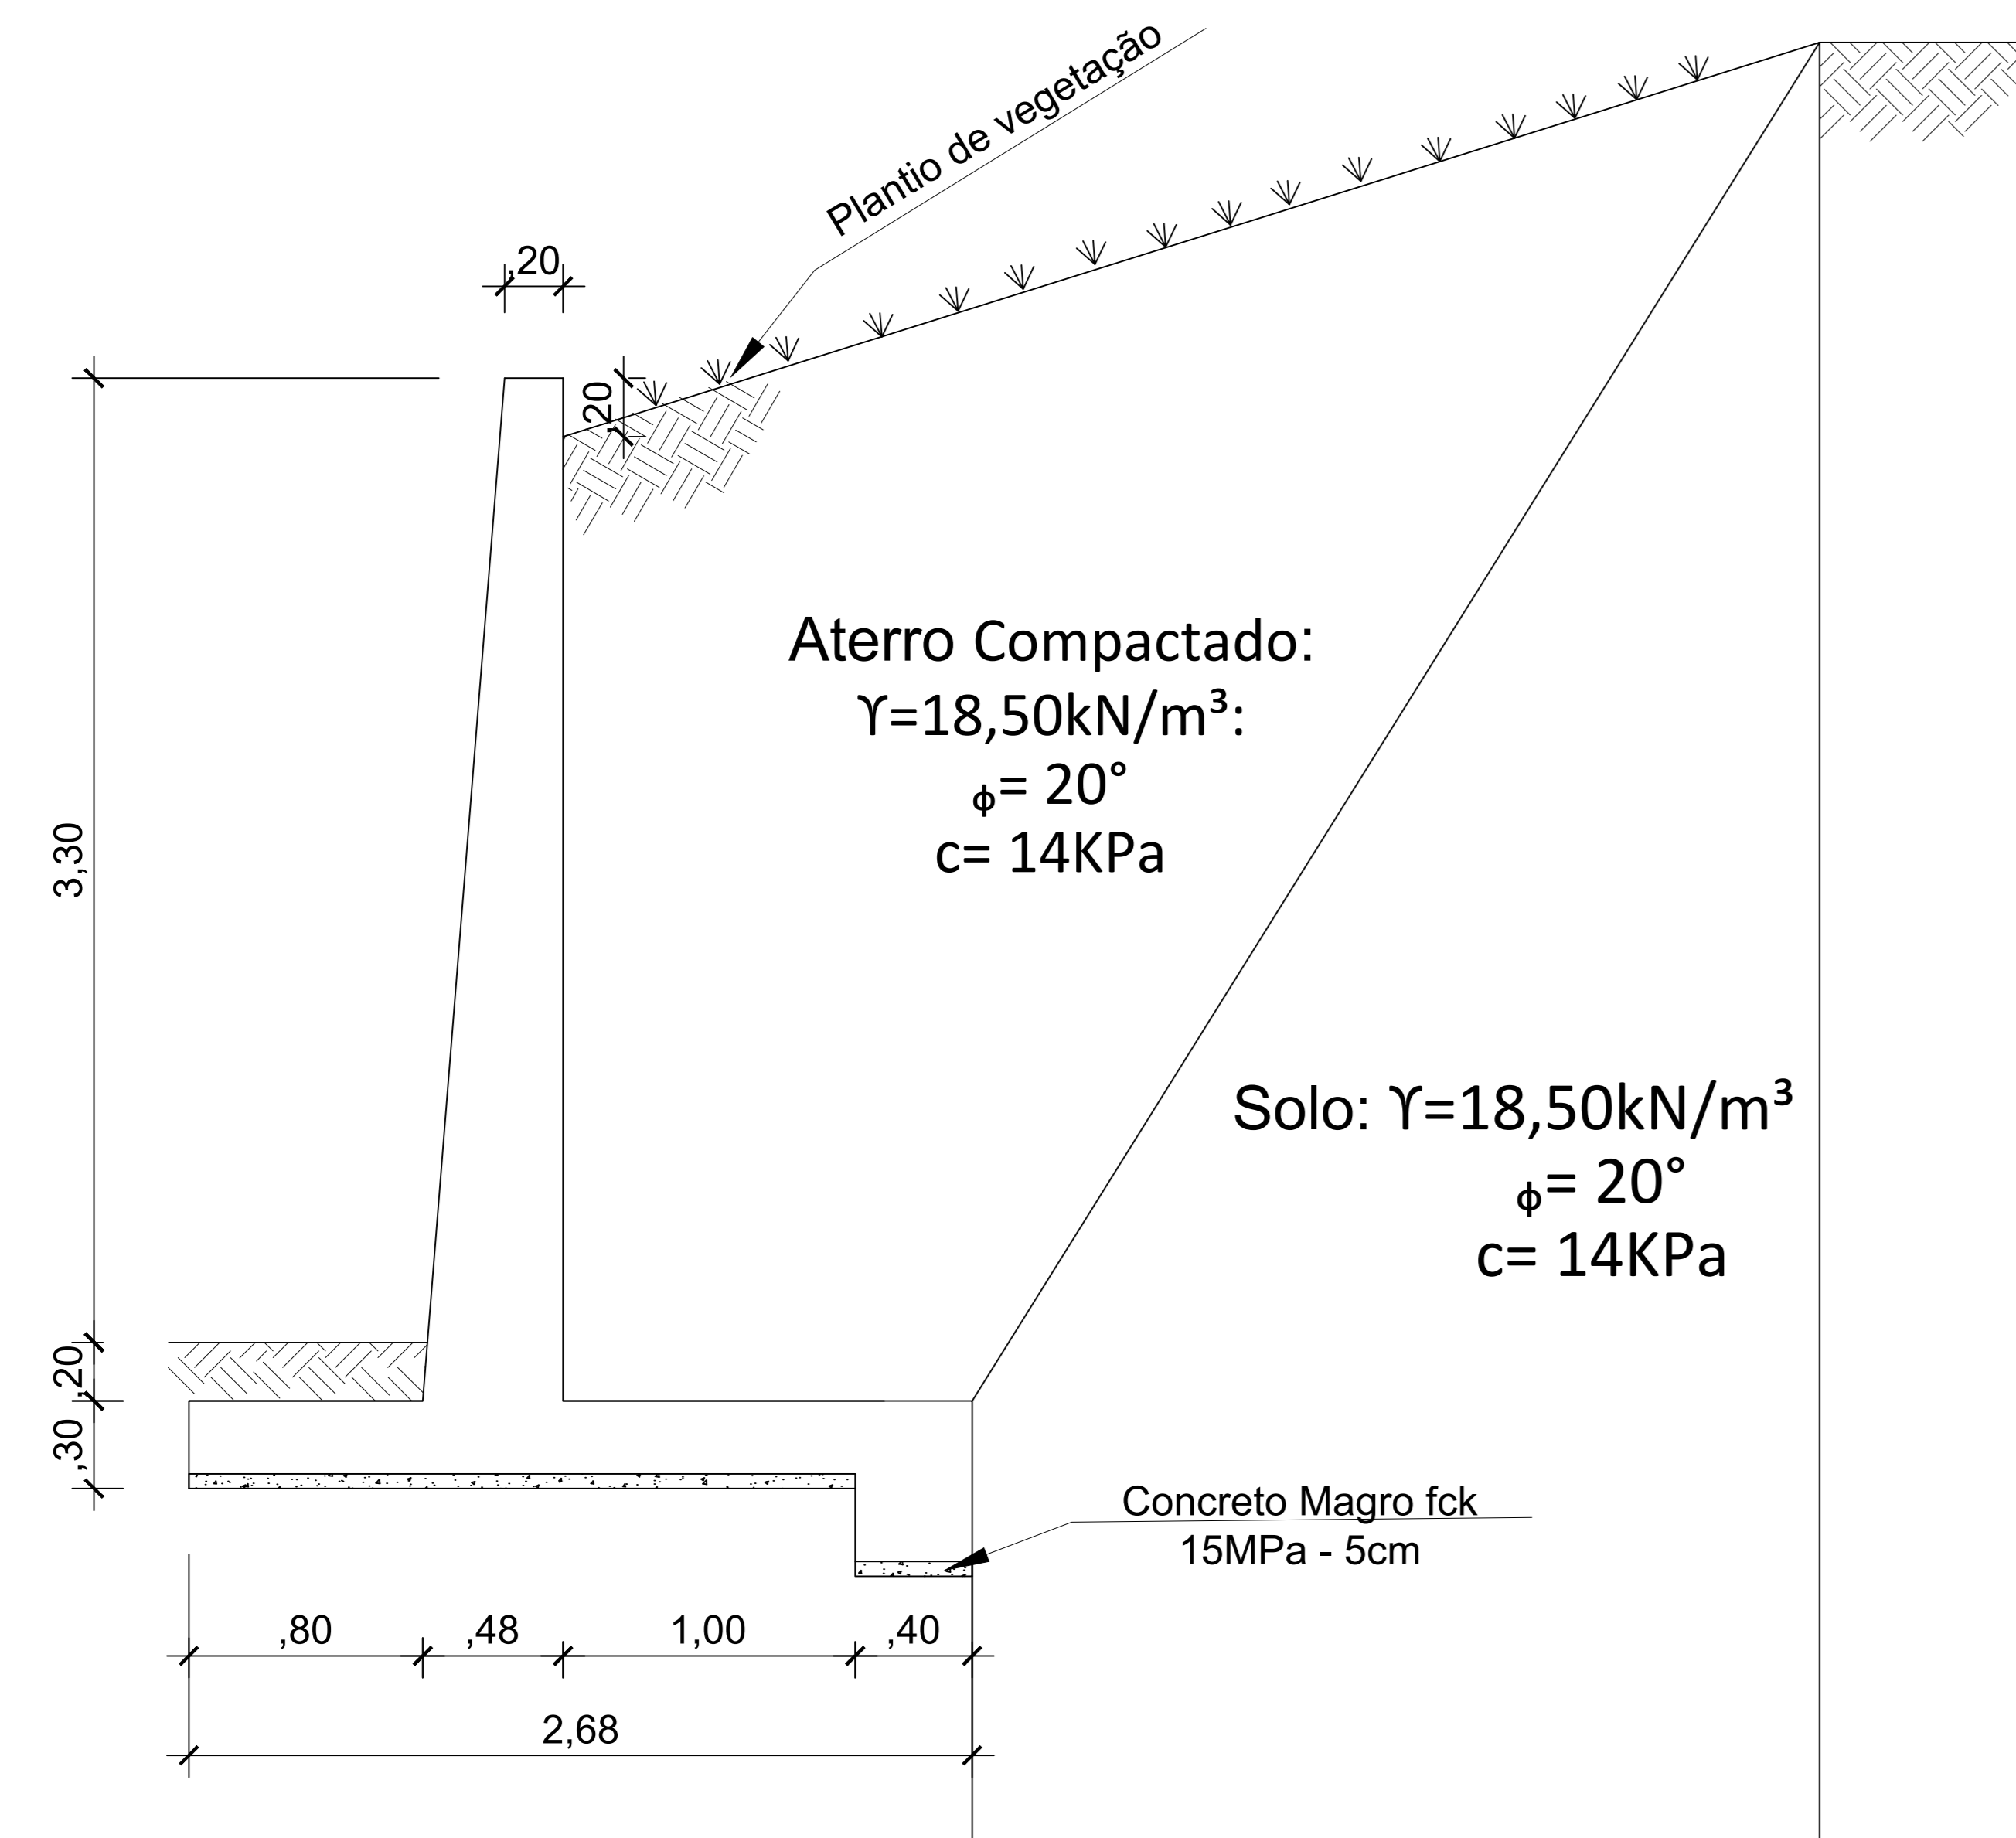 Plantio de vegetação
,20
,20
3,30
Aterro Compactado:
ϒ=18,50kN/m³:
ϕ= 20°
c= 14KPa
Solo: ϒ=18,50kN/m³
ϕ= 20°
c= 14KPa
,20
,30
Concreto Magro fck
15MPa - 5cm
,80
,48
1,00
,40
2,68